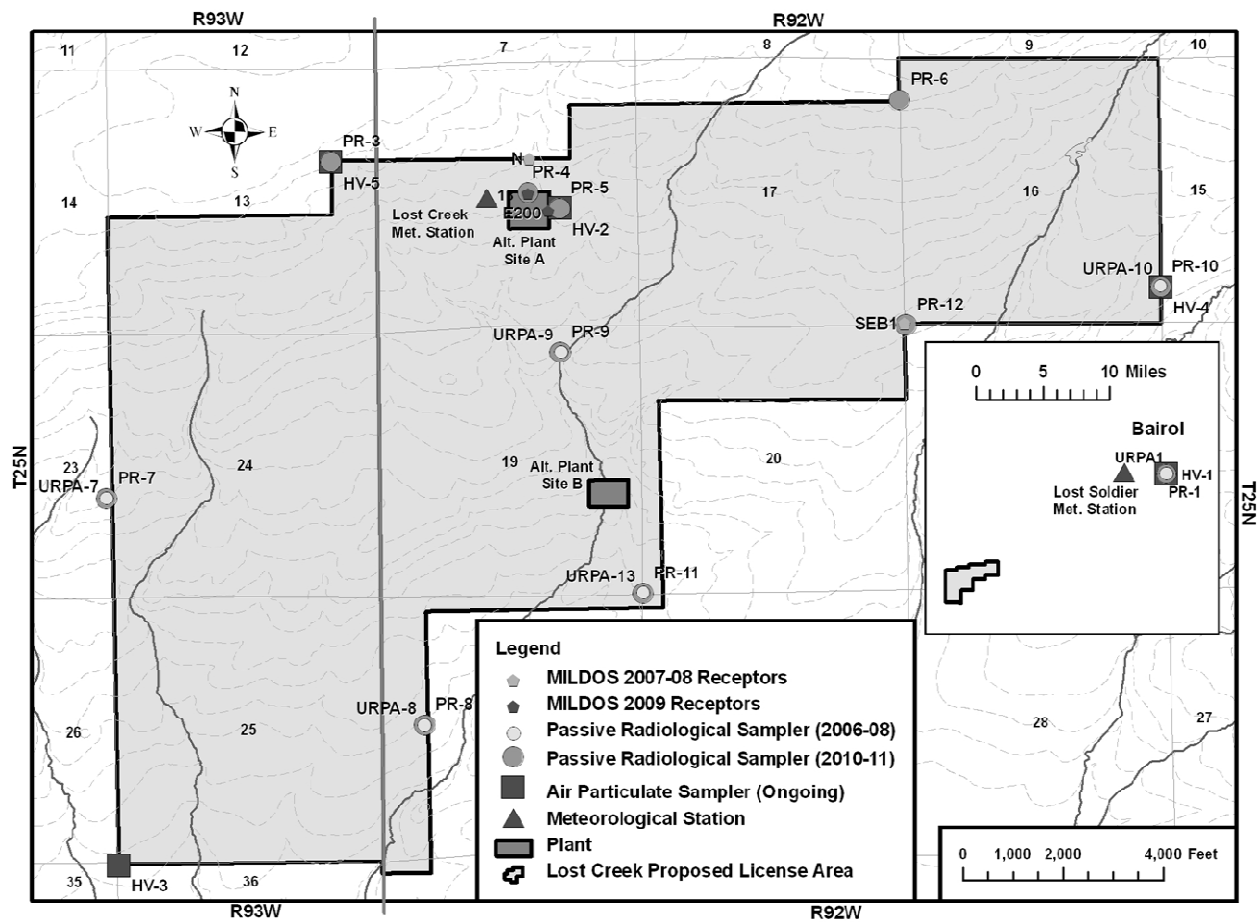 R93W
R92W
11
12
7
8
9
10
N
W
E
S
PR-6
PR-3
HV-5
N
PR-4
PR-5
E200
HV-2
14
13
17
16
15
Lost Creek
Met. Station
Alt. Plant
Site A
URPA-10
PR-10
HV-4
PR-12
SEB1
URPA-9
PR-9
0 5 10 Miles
Bairol
URPA1
HV-1
PR-1
Lost Soldier
Met. Station
T25N
T25N
23
PR-7
URPA-7
24
19
Alt. Plant
Site B
20
URPA-13
PR-11
URPA-8
PR-8
26
25
28
27
Legend
MILDOS 2007-08 Receptors
MILDOS 2009 Receptors
Passive Radiological Sampler (2006-08)
Passive Radiological Sampler (2010-11)
Air Particulate Sampler (Ongoing)
Meteorological Station
Plant
Lost Creek Proposed License Area
0 1,000 2,000 4,000 Feet
35
HV-3
36
R93W
R92W